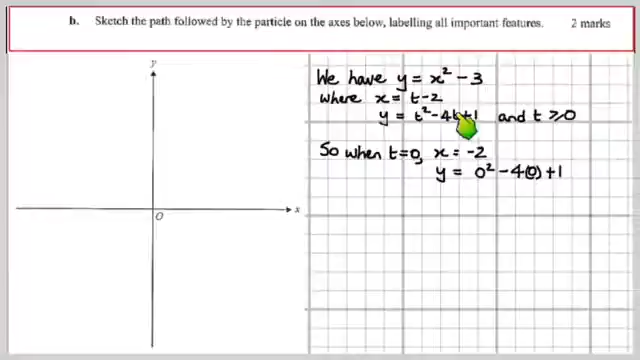 b. Sketch the path followed by the particle on the axes below, labelling all important features. 2 marks
y
We have y = x² - 3
where x = t - 2
y = t² - 4t + 1 and t ≥ 0
So when t = 0, x = -2
y = 0² - 4(0) + 1
x
O